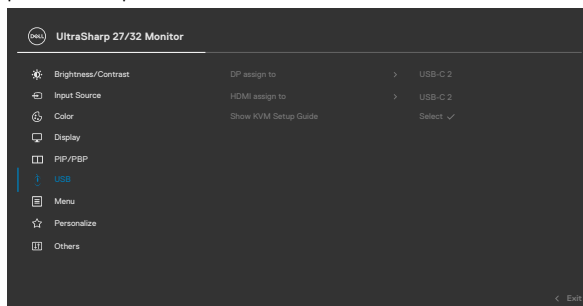 DELL UltraSharp 27/32 Monitor
Brightness/Contrast DP assign to > USB-C 2
Input Source HDMI assign to > USB-C 2
Color Show KVM Setup Guide Select ✓
Display
PIP/PBP
USB
Menu
Personalize
Others
< Exit